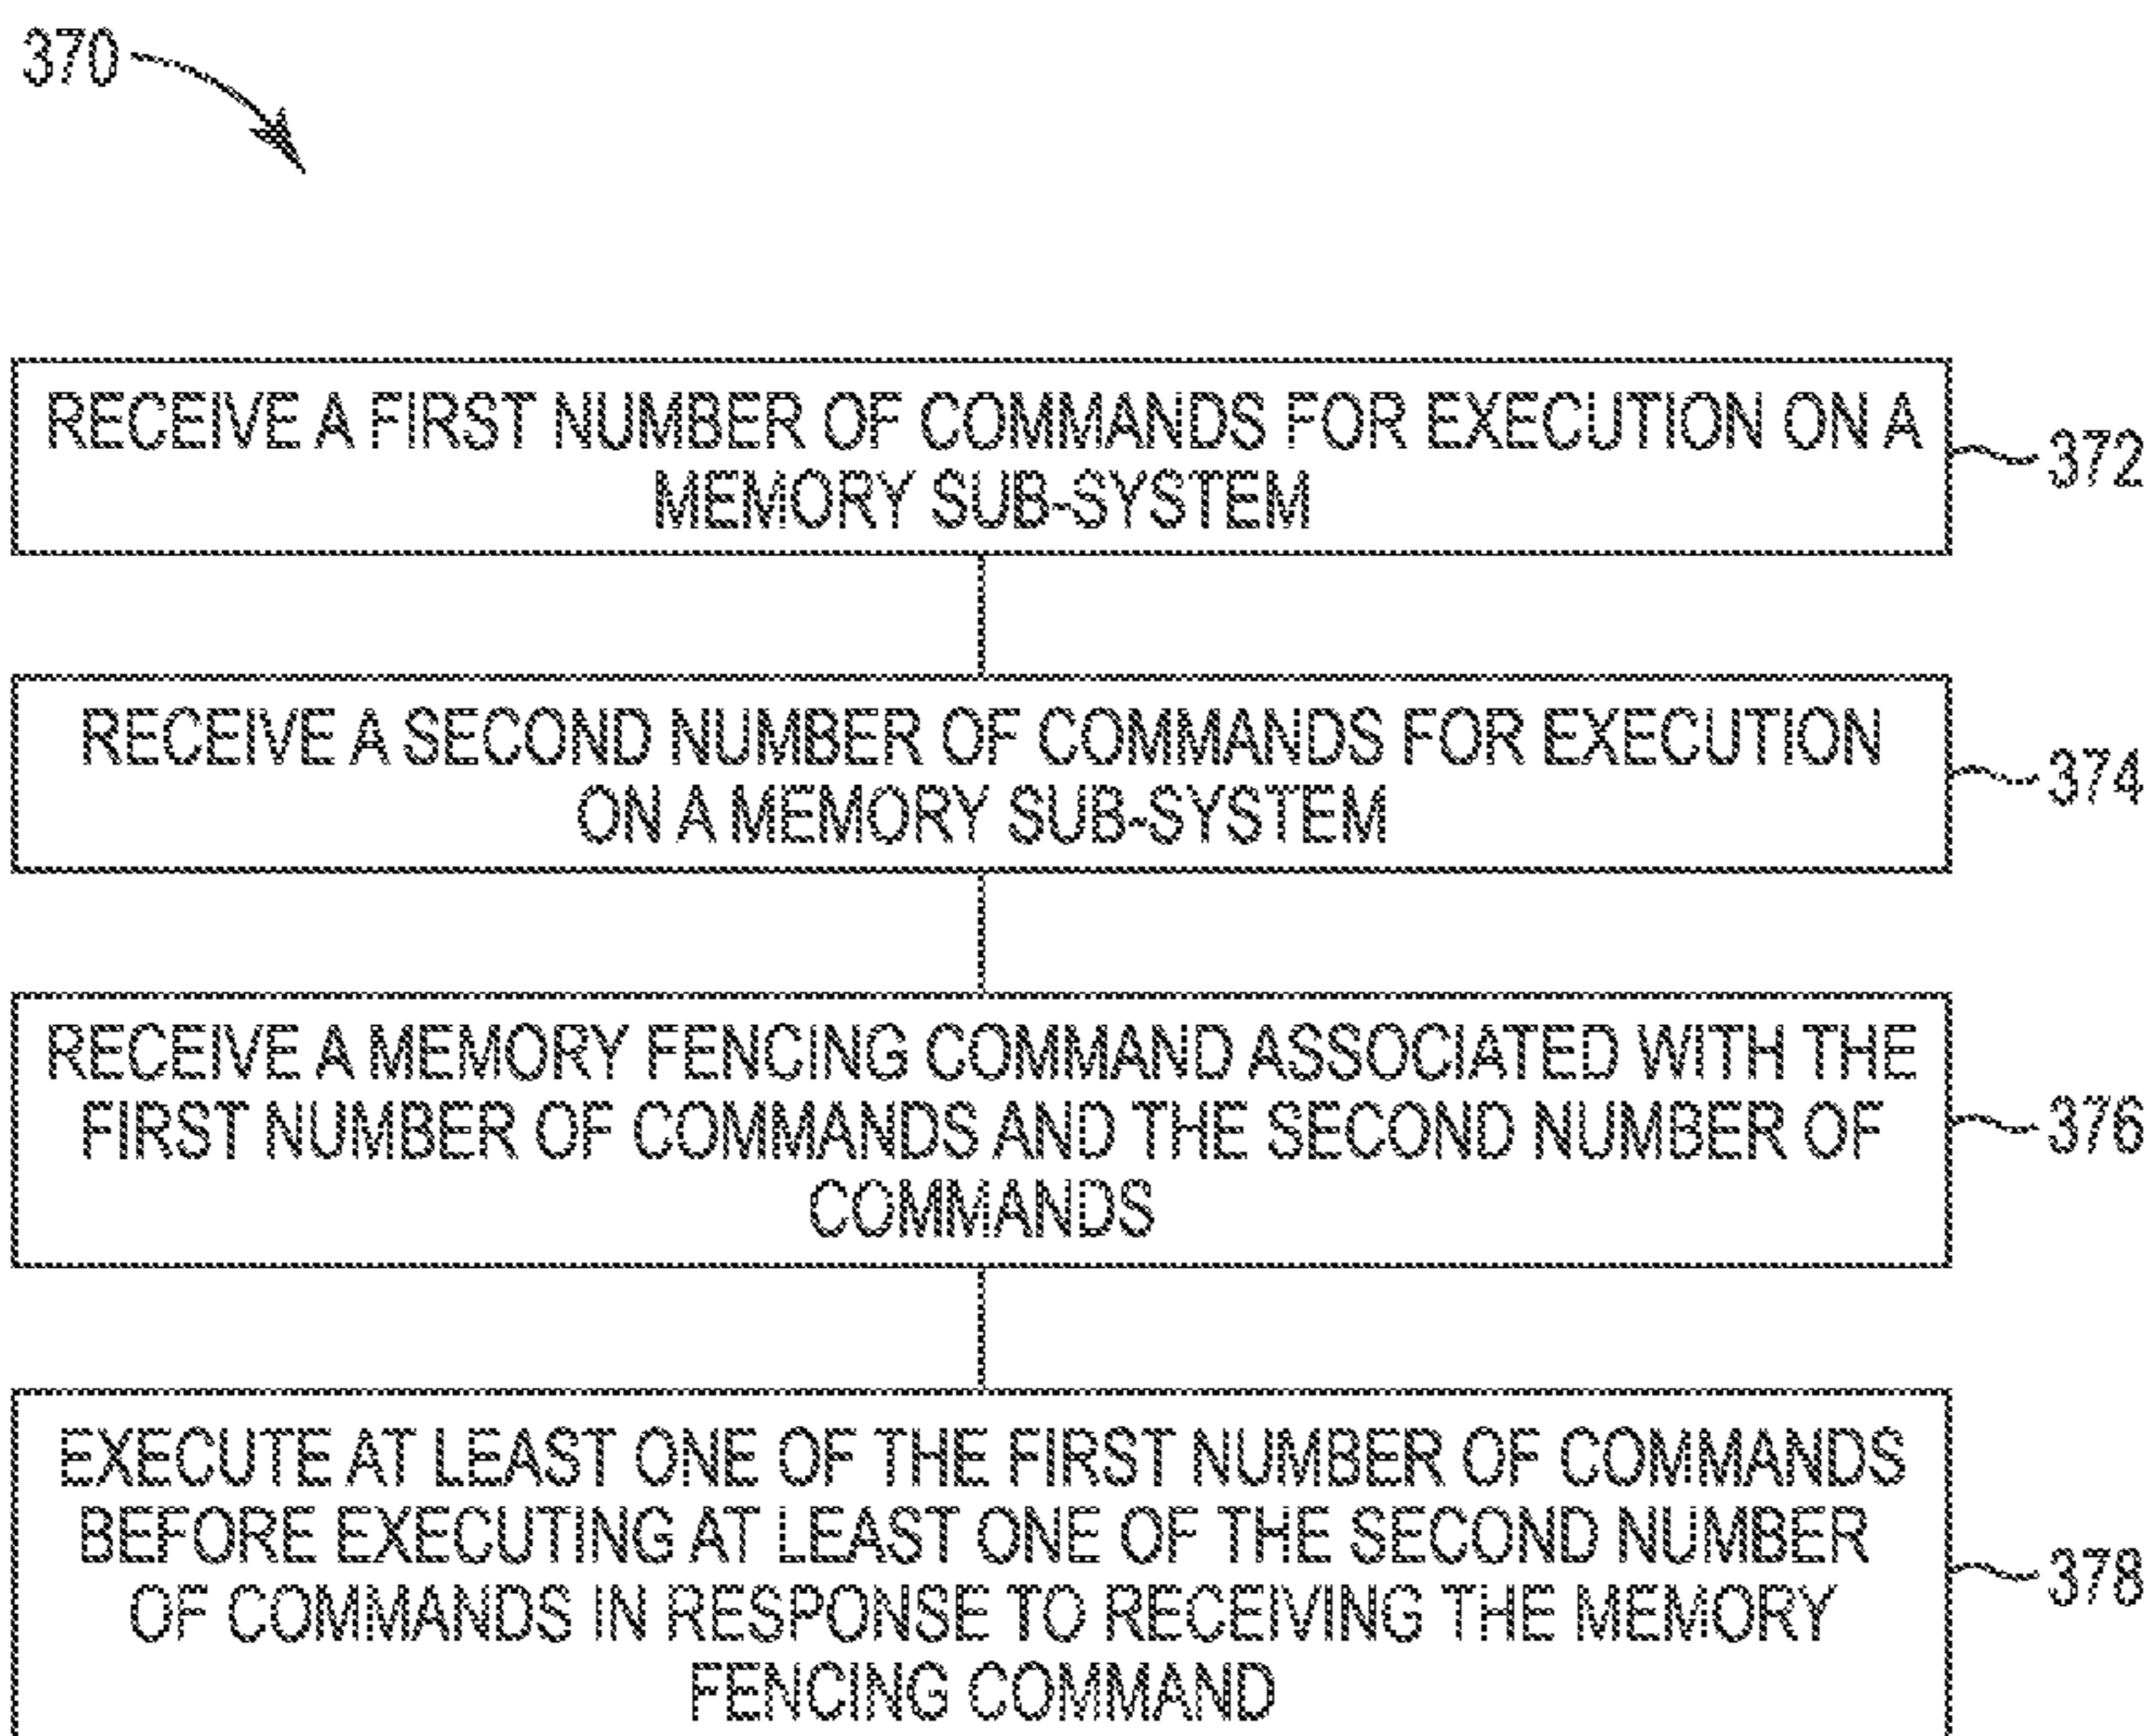 370
RECEIVE A FIRST NUMBER OF COMMANDS FOR EXECUTION ON A
MEMORY SUB-SYSTEM
372
RECEIVE A SECOND NUMBER OF COMMANDS FOR EXECUTION
ON A MEMORY SUB-SYSTEM
374
RECEIVE A MEMORY FENCING COMMAND ASSOCIATED WITH THE
FIRST NUMBER OF COMMANDS AND THE SECOND NUMBER OF
COMMANDS
376
EXECUTE AT LEAST ONE OF THE FIRST NUMBER OF COMMANDS
BEFORE EXECUTING AT LEAST ONE OF THE SECOND NUMBER
OF COMMANDS IN RESPONSE TO RECEIVING THE MEMORY
FENCING COMMAND
378